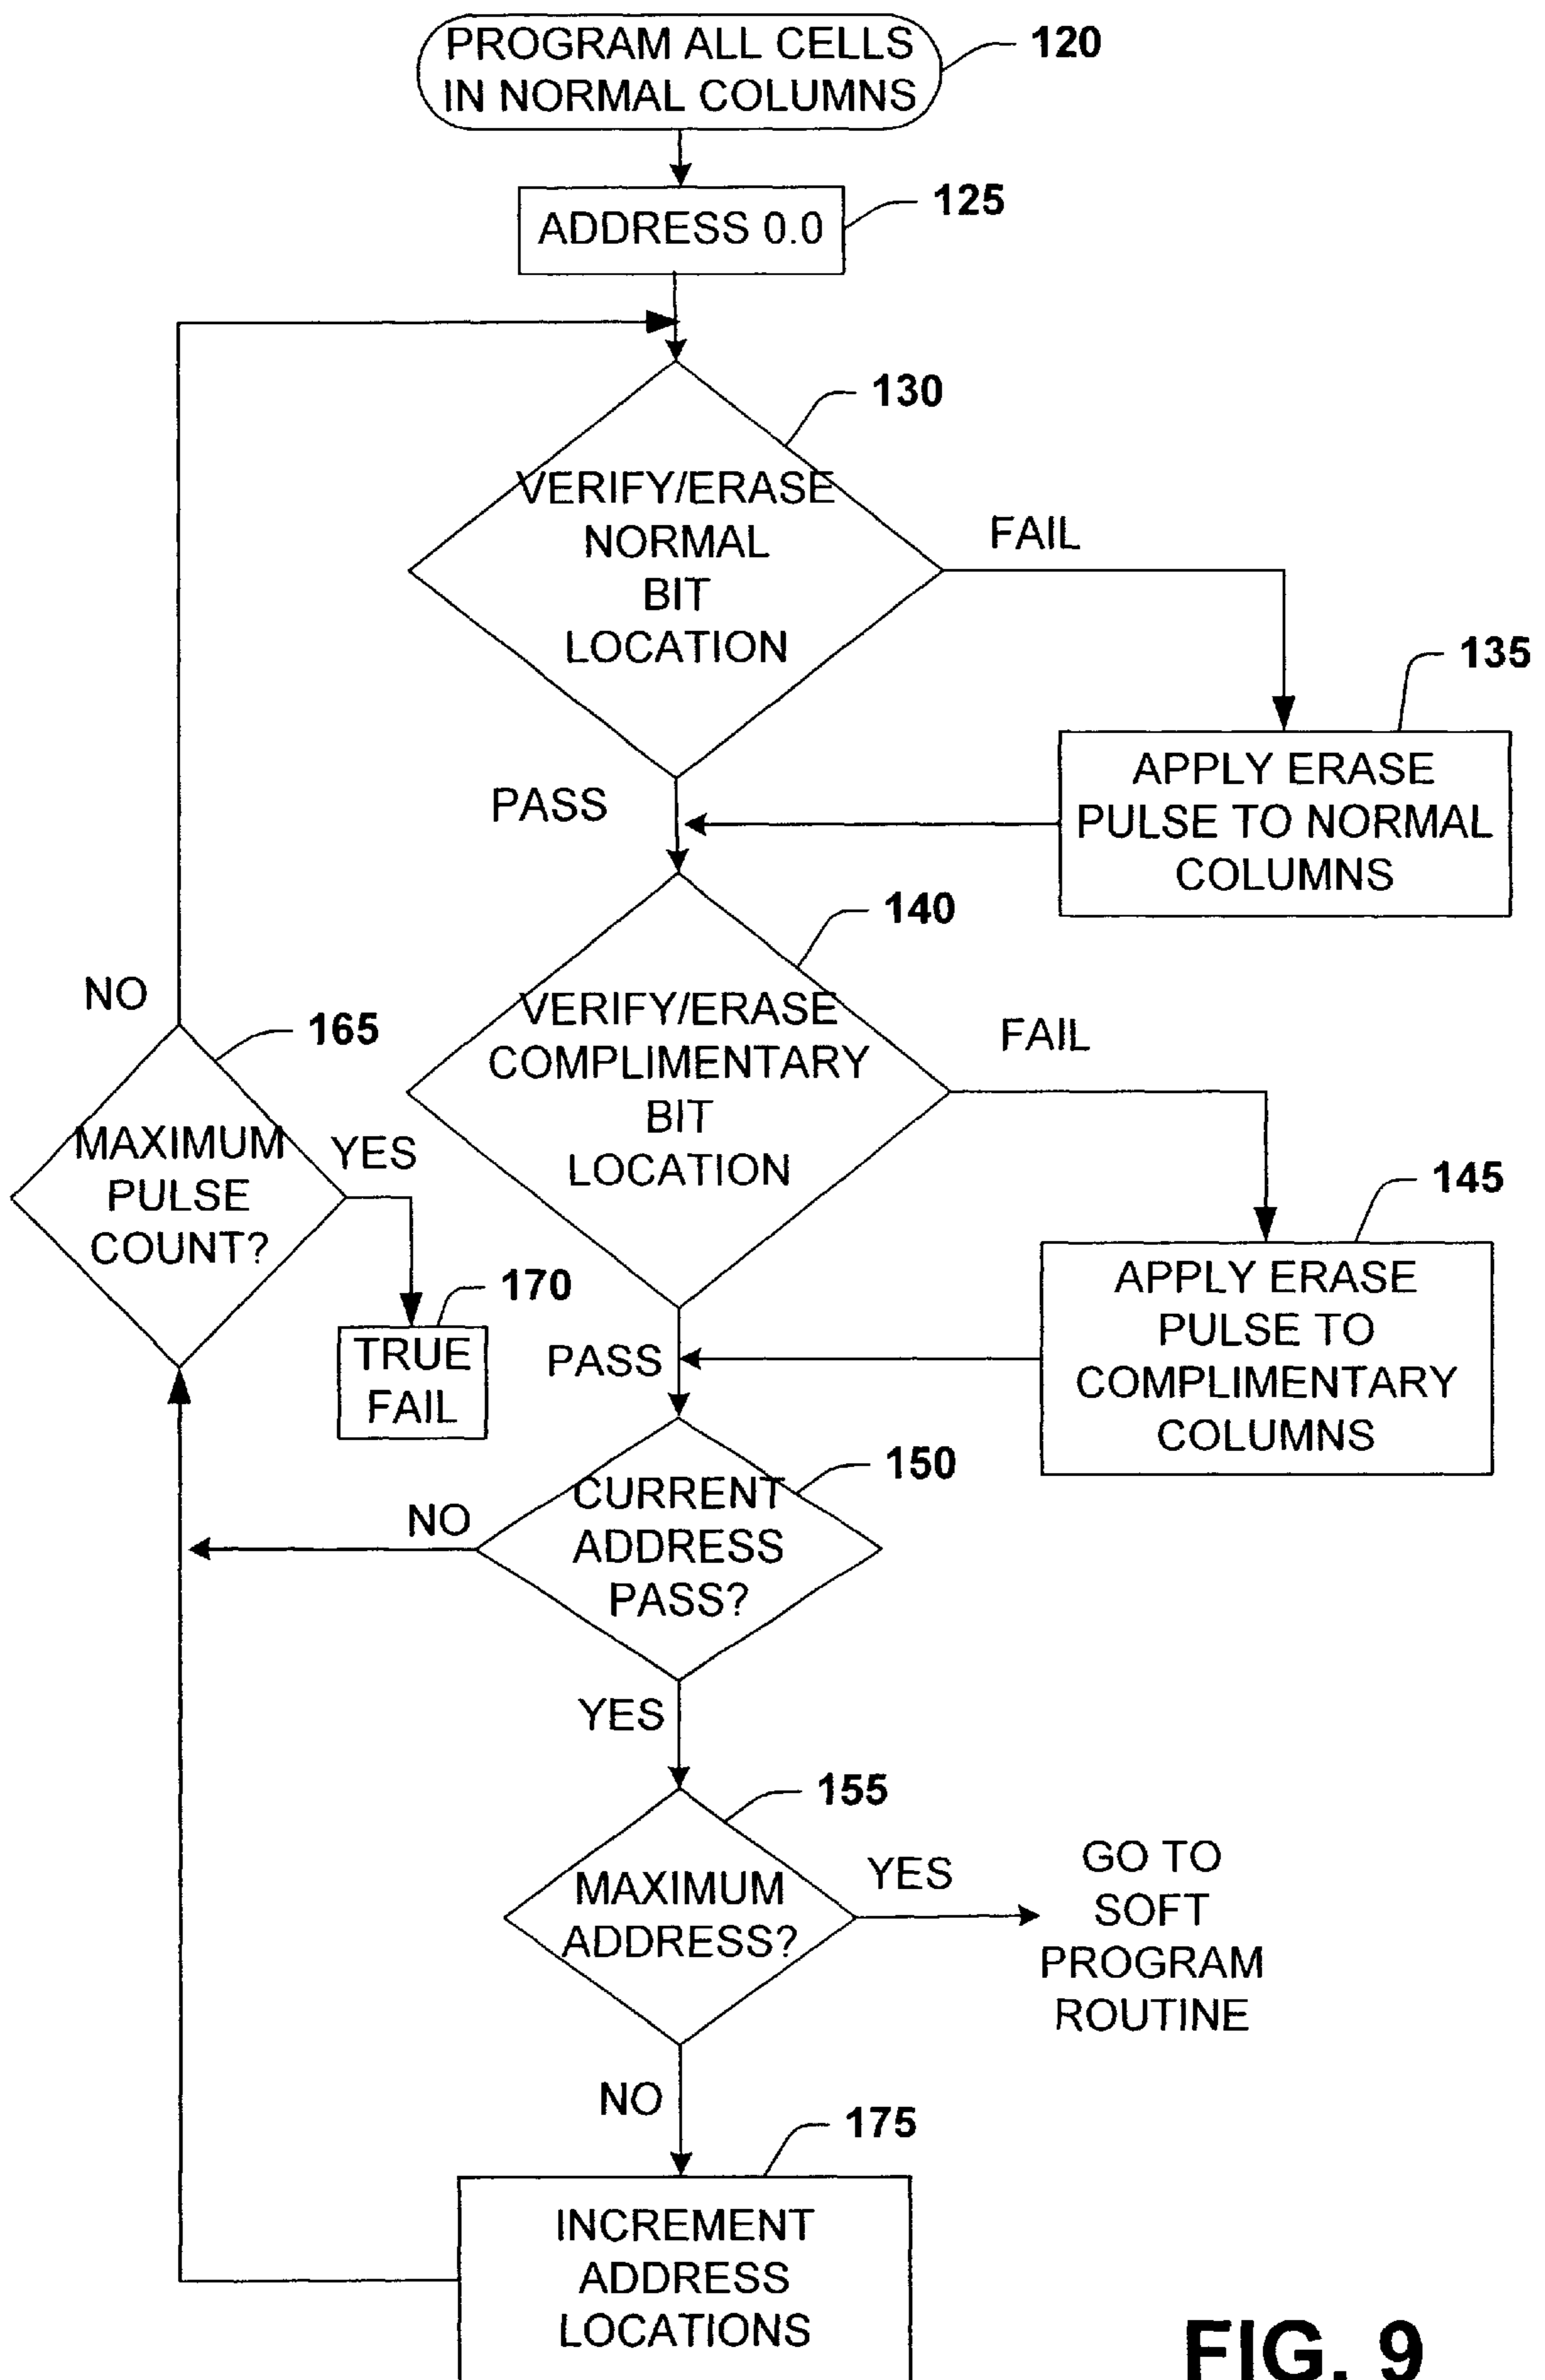 PROGRAM ALL CELLS
IN NORMAL COLUMNS
120
ADDRESS 0.0
125
130
VERIFY/ERASE
NORMAL
BIT
LOCATION
FAIL
135
APPLY ERASE
PULSE TO NORMAL
COLUMNS
PASS
140
VERIFY/ERASE
COMPLIMENTARY
BIT
LOCATION
FAIL
NO
165
MAXIMUM
PULSE
COUNT?
YES
145
APPLY ERASE
PULSE TO
COMPLIMENTARY
COLUMNS
170
TRUE
FAIL
PASS
150
CURRENT
ADDRESS
PASS?
NO
YES
155
MAXIMUM
ADDRESS?
YES
GO TO
SOFT
PROGRAM
ROUTINE
NO
175
INCREMENT
ADDRESS
LOCATIONS
FIG. 9